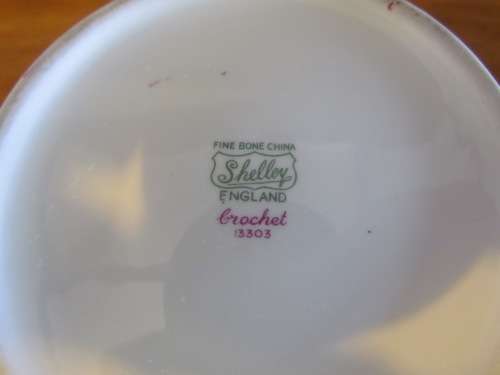 FINE BONE CHINA
Shelley
ENGLAND
Crochet
13303